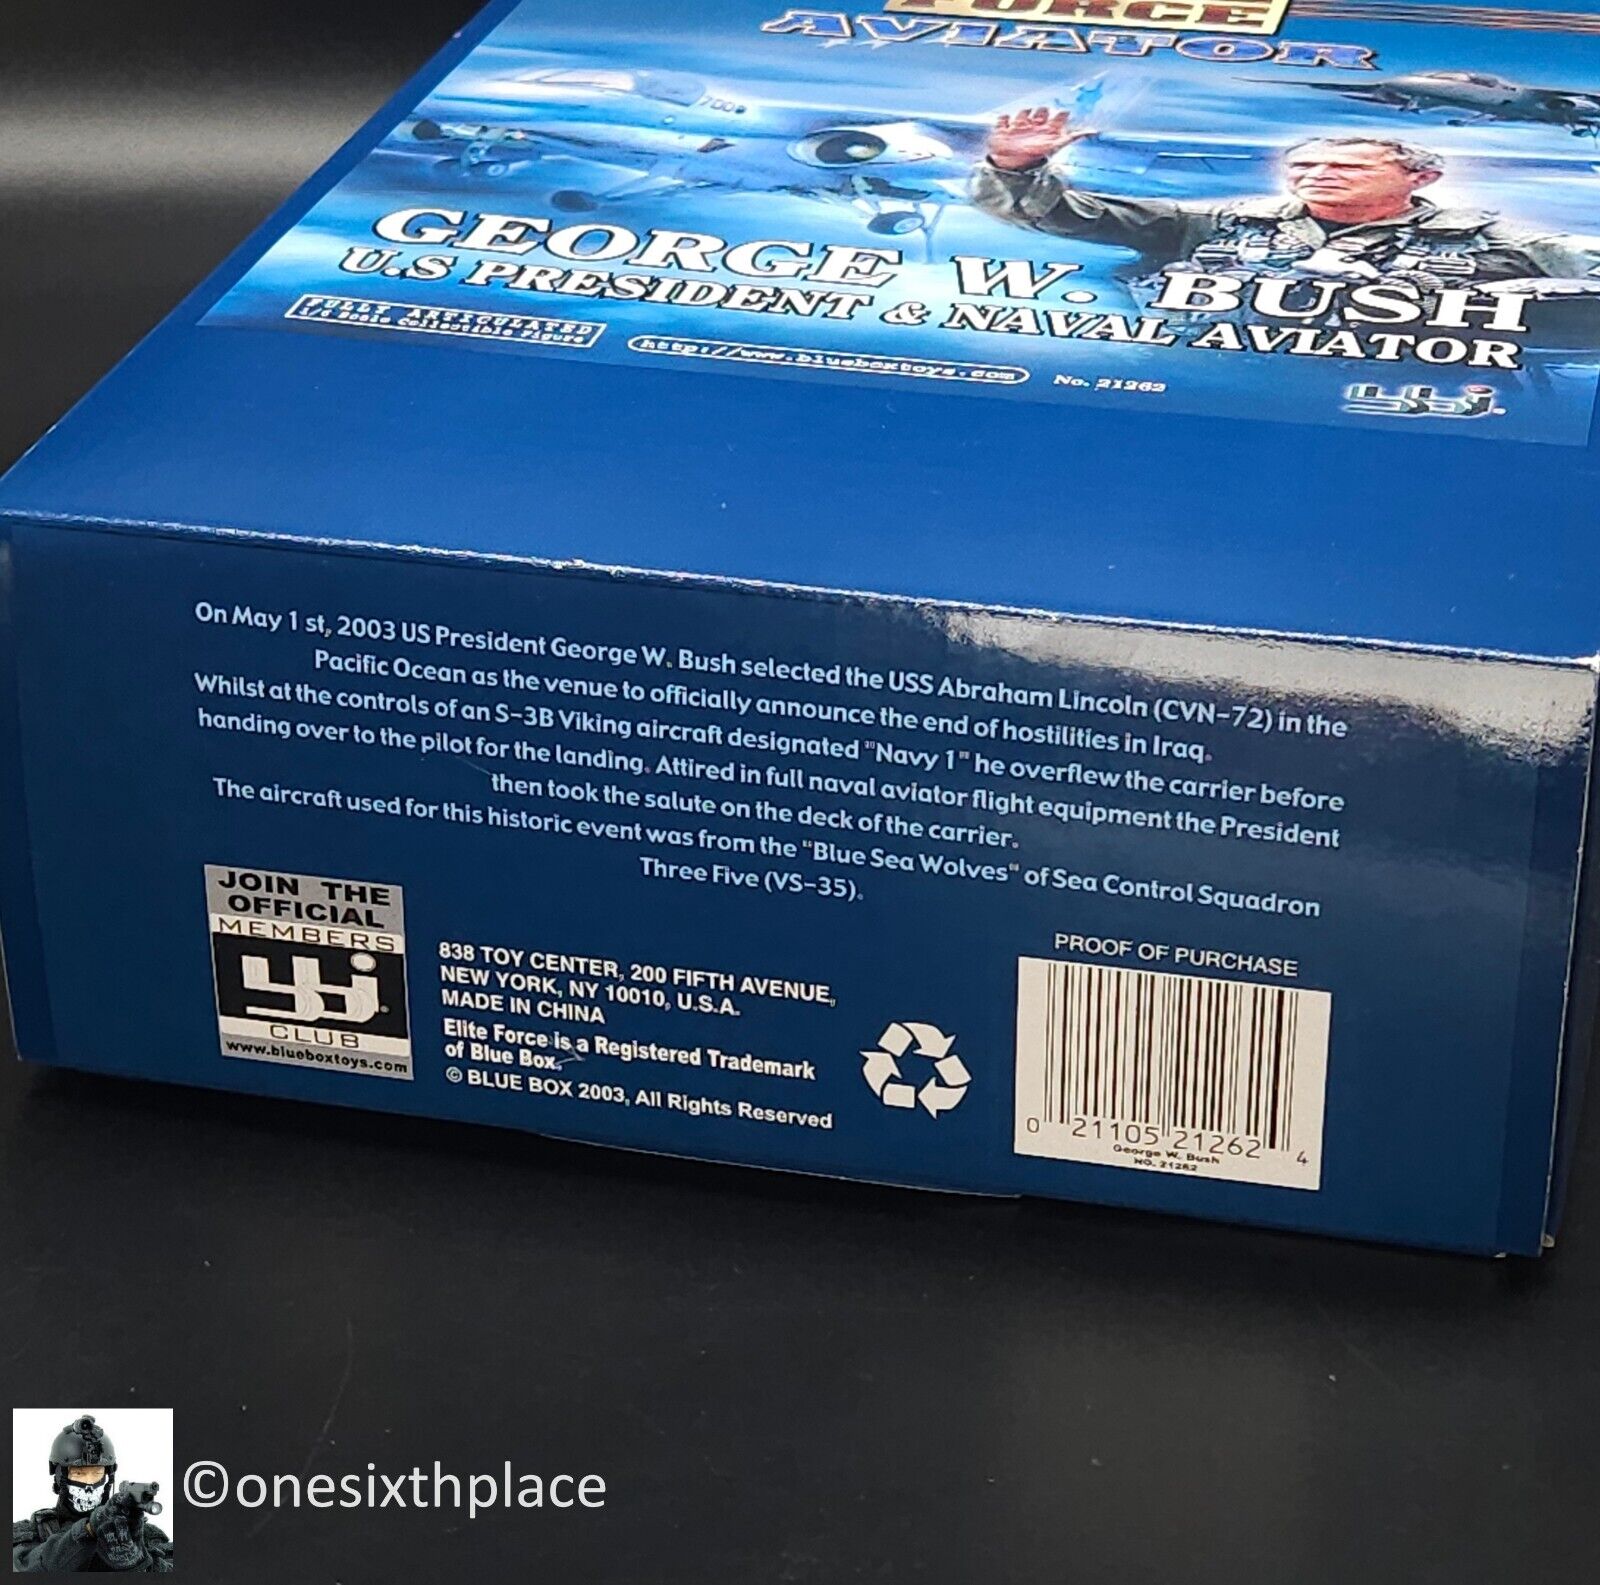 FORCE
AVIATOR
700
GEORGE W. BUSH
U.S PRESIDENT & NAVAL AVIATOR
FULLY ARTICULATED
1/6 Scale Collectible Figure
http://www.blueboxtoys.com
No. 21262
bbi.
On May 1 st, 2003 US President George W. Bush selected the USS Abraham Lincoln (CVN-72) in the
Pacific Ocean as the venue to officially announce the end of hostilities in Iraq.
Whilst at the controls of an S-3B Viking aircraft designated "Navy 1" he overflew the carrier before
handing over to the pilot for the landing. Attired in full naval aviator flight equipment the President
then took the salute on the deck of the carrier.
The aircraft used for this historic event was from the "Blue Sea Wolves" of Sea Control Squadron
Three Five (VS-35).
JOIN THE
OFFICIAL
MEMBERS
bbi.
CLUB
www.blueboxtoys.com
838 TOY CENTER, 200 FIFTH AVENUE,
NEW YORK, NY 10010, U.S.A.
MADE IN CHINA
Elite Force is a Registered Trademark
of Blue Box.
© BLUE BOX 2003, All Rights Reserved
PROOF OF PURCHASE
0 21105 21262 4
George W. Bush
NO. 21262
©onesixthplace